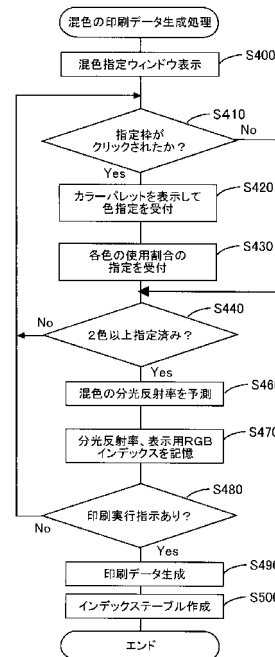 混色の印刷データ生成処理
S400
混色指定ウィンドウ表示
S410
指定枠が
クリックされたか？
No
Yes
S420
カラーパレットを表示して
色指定を受付
S430
各色の使用割合の
指定を受付
S440
No
2色以上指定済み？
Yes
S460
混色の分光反射率を予測
S470
分光反射率、表示用RGB
インデックスを記憶
S480
印刷実行指示あり？
No
Yes
S490
印刷データ生成
S500
インデックステーブル作成
エンド